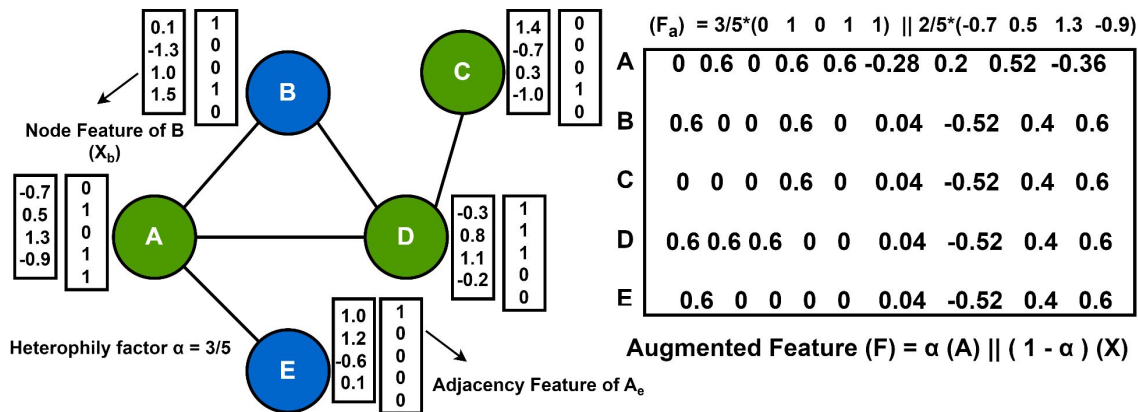 0.1
-1.3
1.0
1.5
1
0
0
1
0
B
Node Feature of B
(Xb)
C
1.4
-0.7
0.3
-1.0
0
0
0
1
0
-0.7
0.5
1.3
-0.9
0
1
0
1
1
A
D
-0.3
0.8
1.1
-0.2
1
1
1
0
0
E
1.0
1.2
-0.6
0.1
1
0
0
0
0
Heterophily factor α = 3/5
Adjacency Feature of Ae
(Fa) = 3/5*(0 1 0 1 1) || 2/5*(-0.7 0.5 1.3 -0.9)
A 0 0.6 0 0.6 0.6 -0.28 0.2 0.52 -0.36
B 0.6 0 0 0.6 0 0.04 -0.52 0.4 0.6
C 0 0 0 0.6 0 0.04 -0.52 0.4 0.6
D 0.6 0.6 0.6 0 0 0.04 -0.52 0.4 0.6
E 0.6 0 0 0 0 0.04 -0.52 0.4 0.6
Augmented Feature (F) = α (A) || ( 1 - α ) (X)